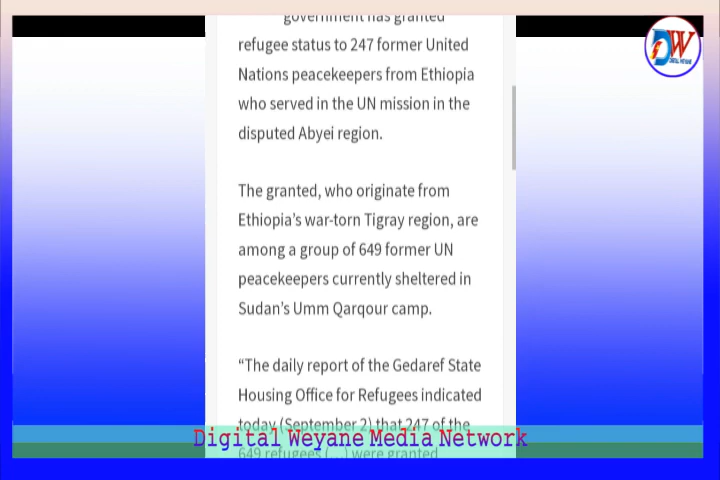 government has granted
refugee status to 247 former United
Nations peacekeepers from Ethiopia
who served in the UN mission in the
disputed Abyei region.
The granted, who originate from
Ethiopia's war-torn Tigray region, are
among a group of 649 former UN
peacekeepers currently sheltered in
Sudan's Umm Qarqour camp.
“The daily report of the Gedaref State
Housing Office for Refugees indicated
today (September 2) that 247 of the
Digital Weyane Media Network
649 refugees (...) were granted
DW
DIGITAL WEYANE